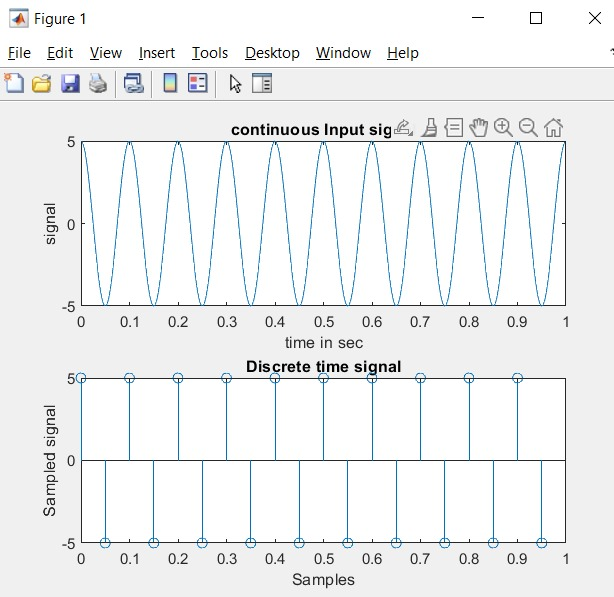 Figure 1
File Edit View Insert Tools Desktop Window Help
continuous Input sig
5
0
-5
signal
0 0.1 0.2 0.3 0.4 0.5 0.6 0.7 0.8 0.9 1
time in sec
Discrete time signal
5
0
-5
Sampled signal
0 0.1 0.2 0.3 0.4 0.5 0.6 0.7 0.8 0.9 1
Samples